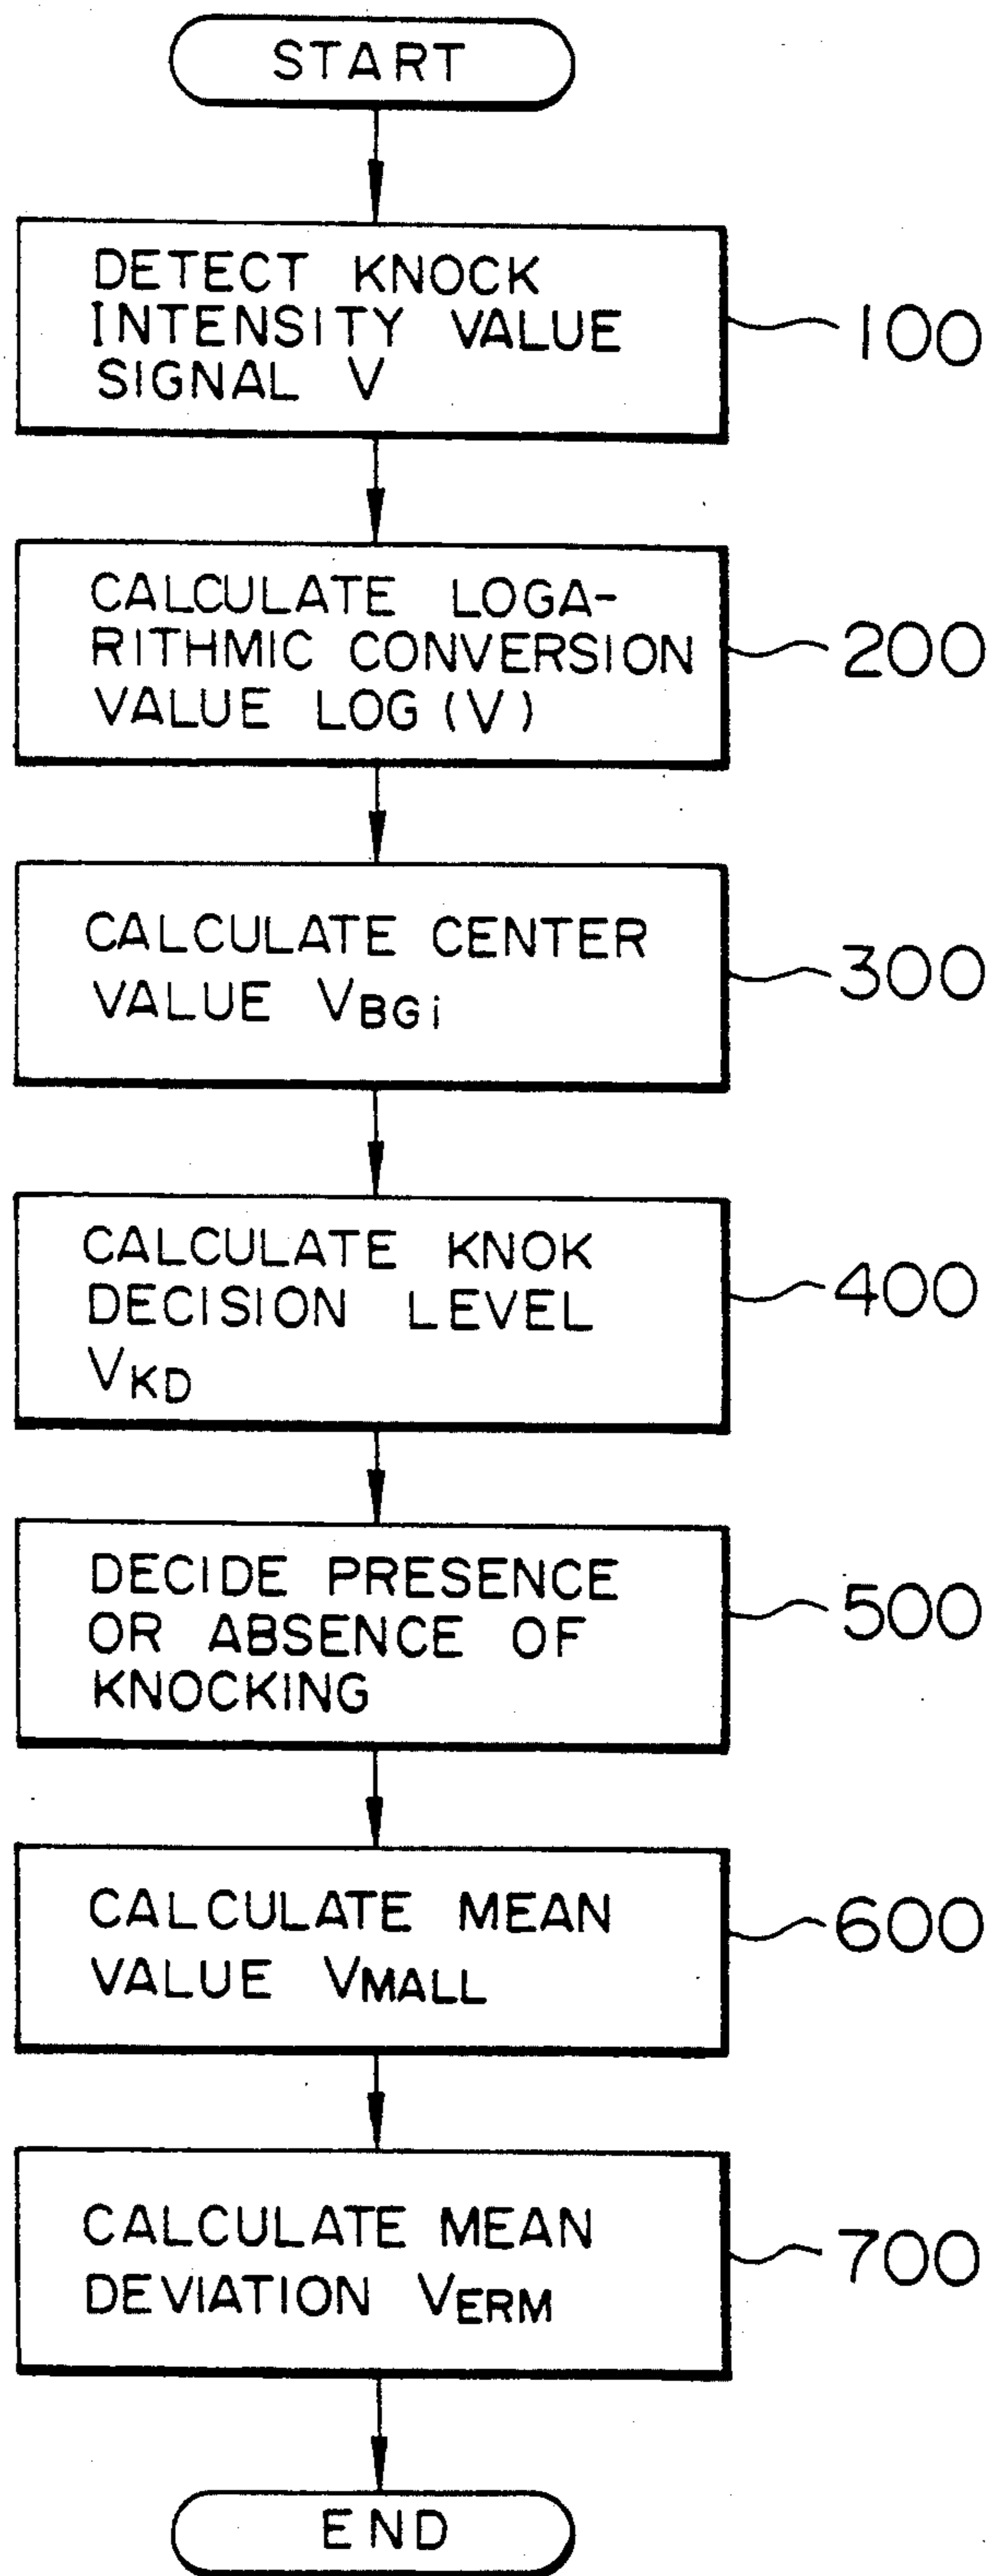 START
DETECT KNOCK
INTENSITY VALUE
SIGNAL V
100
CALCULATE LOGA-
RITHMIC CONVERSION
VALUE LOG (V)
200
CALCULATE CENTER
VALUE VBGi
300
CALCULATE KNOK
DECISION LEVEL
VKD
400
DECIDE PRESENCE
OR ABSENCE OF
KNOCKING
500
CALCULATE MEAN
VALUE VMALL
600
CALCULATE MEAN
DEVIATION VERM
700
END